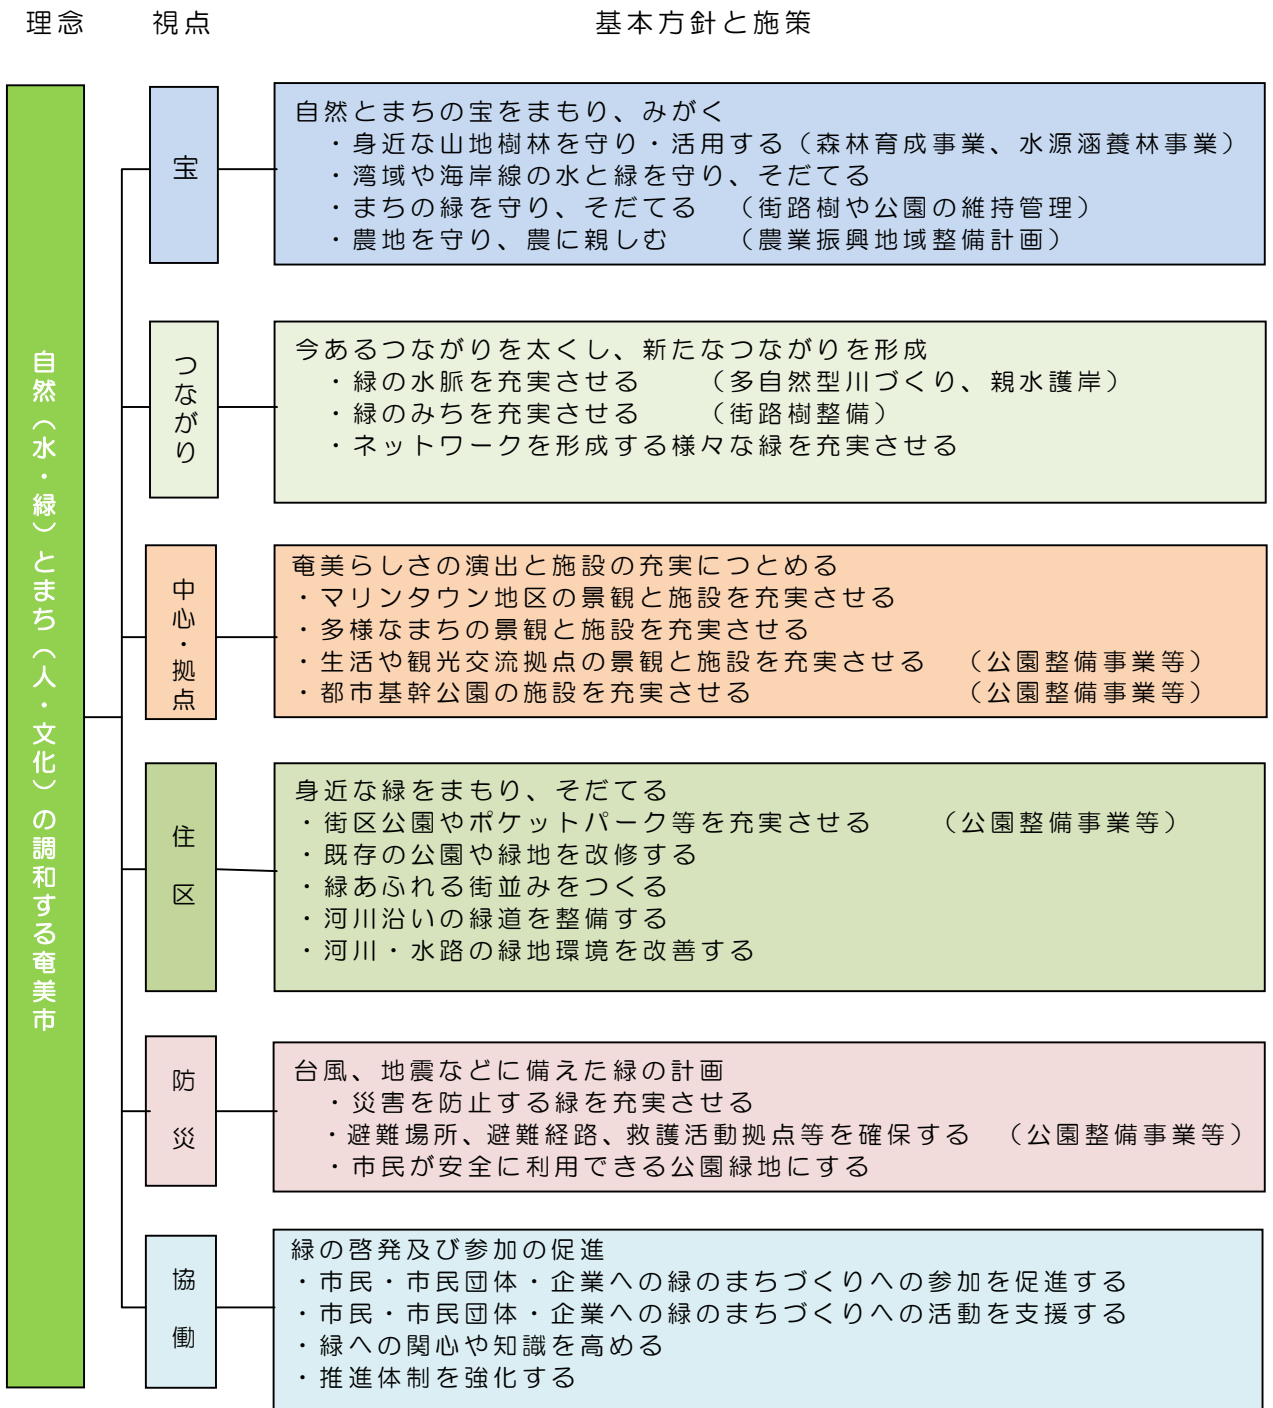 理念　視点　基本方針と施策
自然（水・緑）とまち（人・文化）の調和する奄美市
宝
自然とまちの宝をまもり、みがく
・身近な山地樹林を守り・活用する（森林育成事業、水源涵養林事業）
・湾域や海岸線の水と緑を守り、そだてる
・まちの緑を守り、そだてる　（街路樹や公園の維持管理）
・農地を守り、農に親しむ　（農業振興地域整備計画）
つながり
今あるつながりを太くし、新たなつながりを形成
・緑の水脈を充実させる　（多自然型川づくり、親水護岸）
・緑のみちを充実させる　（街路樹整備）
・ネットワークを形成する様々な緑を充実させる
中心・拠点
奄美らしさの演出と施設の充実につとめる
・マリンタウン地区の景観と施設を充実させる
・多様なまちの景観と施設を充実させる
・生活や観光交流拠点の景観と施設を充実させる　（公園整備事業等）
・都市基幹公園の施設を充実させる　（公園整備事業等）
住区
身近な緑をまもり、そだてる
・街区公園やポケットパーク等を充実させる　（公園整備事業等）
・既存の公園や緑地を改修する
・緑あふれる街並みをつくる
・河川沿いの緑道を整備する
・河川・水路の緑地環境を改善する
防災
台風、地震などに備えた緑の計画
・災害を防止する緑を充実させる
・避難場所、避難経路、救護活動拠点等を確保する　（公園整備事業等）
・市民が安全に利用できる公園緑地にする
協働
緑の啓発及び参加の促進
・市民・市民団体・企業への緑のまちづくりへの参加を促進する
・市民・市民団体・企業への緑のまちづくりへの活動を支援する
・緑への関心や知識を高める
・推進体制を強化する